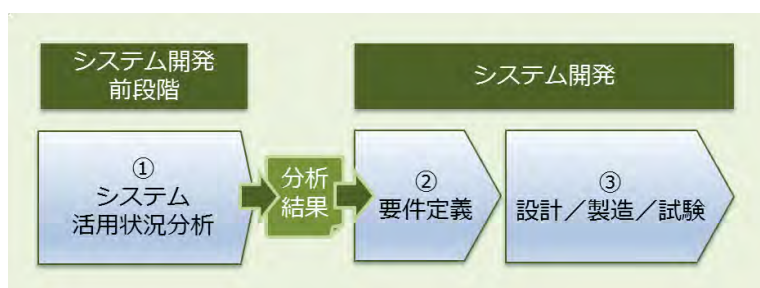 システム開発
前段階
システム開発
①
システム
活用状況分析
分析
結果
②
要件定義
③
設計／製造／試験